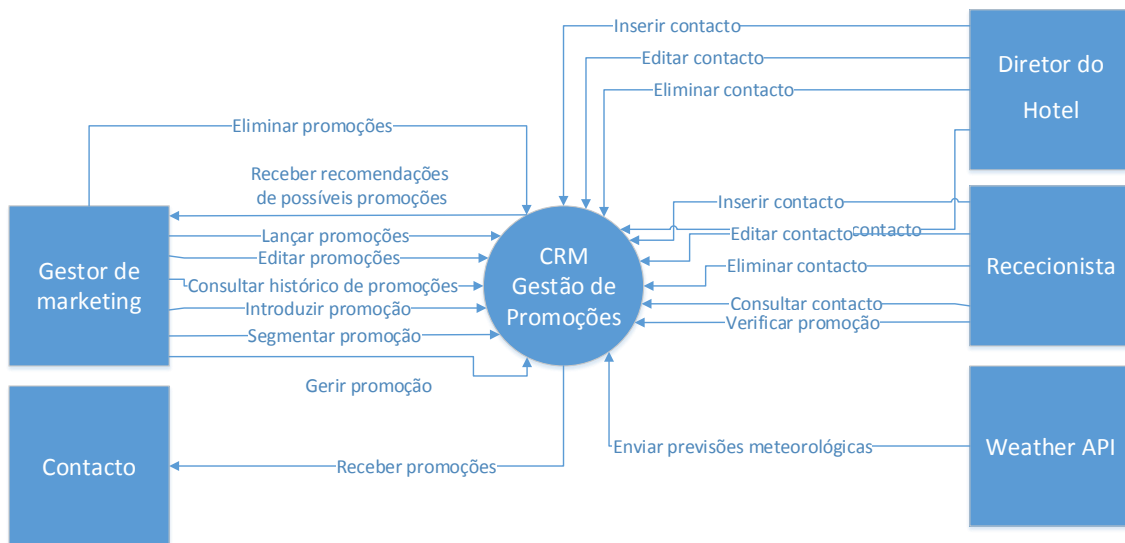 Inserir contacto
Editar contacto
Eliminar contacto
Diretor do
Hotel
Eliminar promoções
Receber recomendações
de possíveis promoções
Lançar promoções
Editar promoções
Consultar histórico de promoções
Introduzir promoção
Segmentar promoção
Gerir promoção
Gestor de
marketing
CRM
Gestão de
Promoções
Inserir contacto
Editar contacto
contacto
Eliminar contacto
Consultar contacto
Verificar promoção
Rececionista
Contacto
Receber promoções
Enviar previsões meteorológicas
Weather API